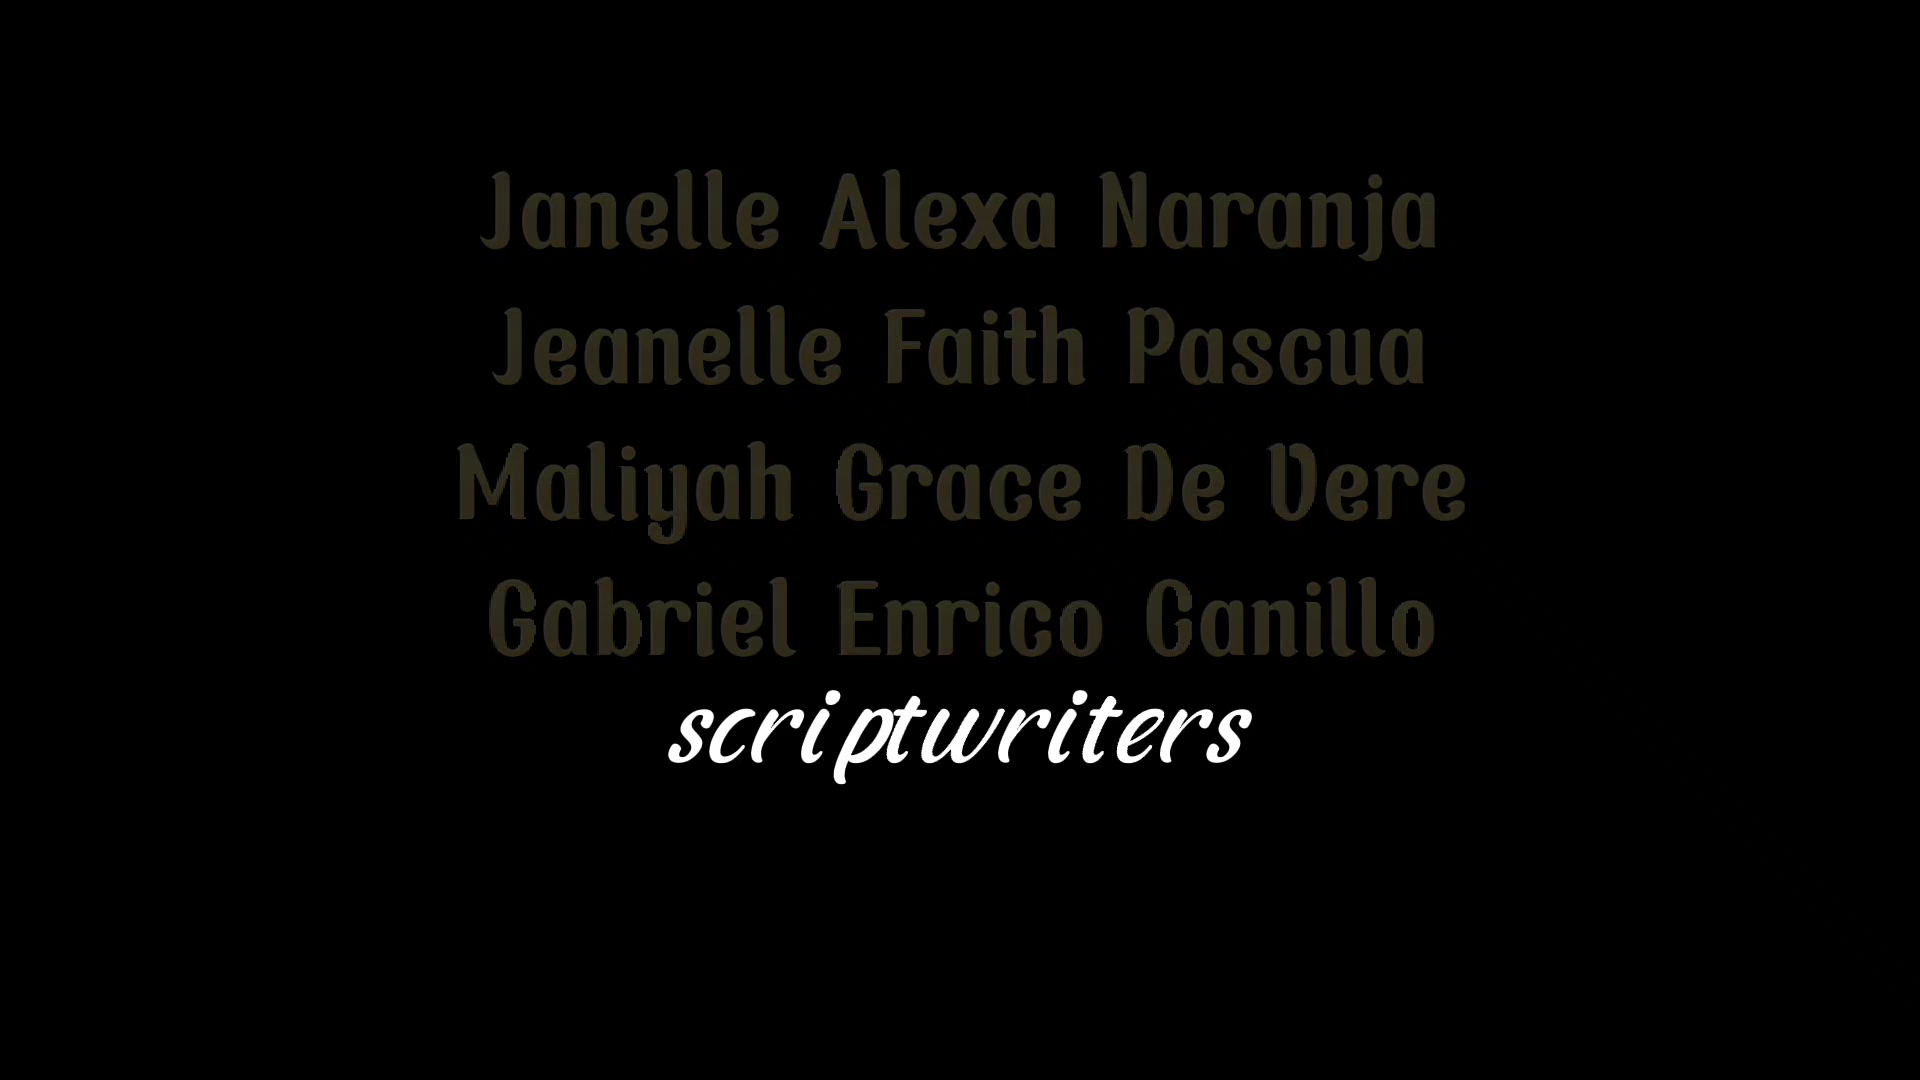 Janelle Alexa Naranja
Jeanelle Faith Pascua
Maliyah Grace De Vere
Gabriel Enrico Canillo
scriptwriters